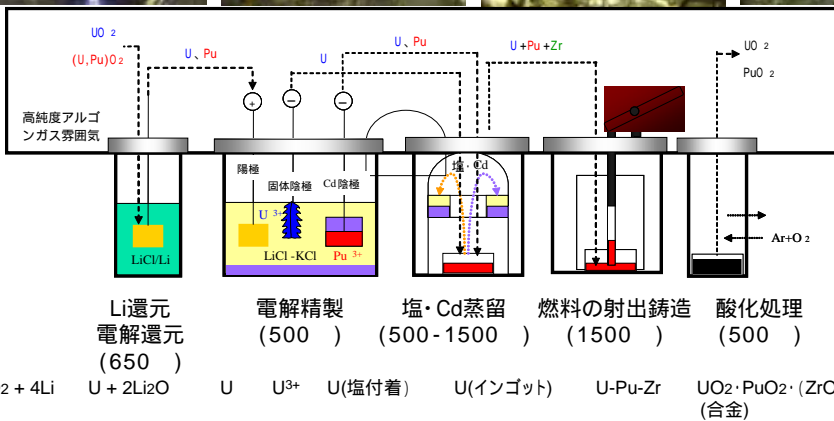 UO 2
(U,Pu)O 2
U、Pu
U
U、Pu
U+Pu+Zr
UO 2
PuO 2
高純度アルゴ
ンガス雰囲気
+
−
−
陽極
固体陰極
Cd陰極
塩・Cd
U 3+
LiCl/Li
LiCl -KCl
Pu 3+
Ar+O 2
Li還元
電解還元
(650 )
電解精製
(500 )
塩・Cd蒸留
(500-1500 )
燃料の射出鋳造
(1500 )
酸化処理
(500 )
2 + 4Li U + 2Li2O U U3+ U(塩付着) U(インゴット) U-Pu-Zr UO2・PuO2・(ZrO
(合金)